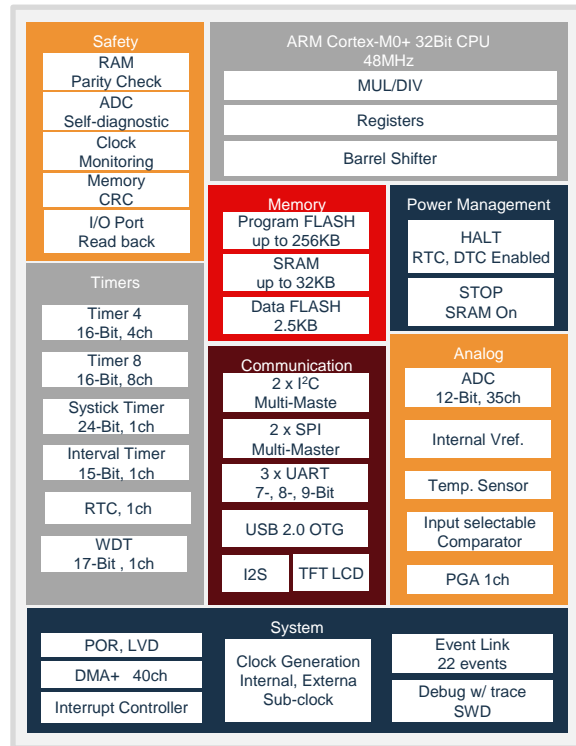 Safety
RAM
Parity Check
ADC
Self-diagnostic
Clock
Monitoring
Memory
CRC
I/O Port
Read back
ARM Cortex-M0+ 32Bit CPU
48MHz
MUL/DIV
Registers
Barrel Shifter
Memory
Program FLASH
up to 256KB
SRAM
up to 32KB
Data FLASH
2.5KB
Power Management
HALT
RTC, DTC Enabled
STOP
SRAM On
Timers
Timer 4
16-Bit, 4ch
Timer 8
16-Bit, 8ch
Systick Timer
24-Bit, 1ch
Interval Timer
15-Bit, 1ch
RTC, 1ch
WDT
17-Bit , 1ch
Communication
2 x I²C
Multi-Maste
2 x SPI
Multi-Master
3 x UART
7-, 8-, 9-Bit
USB 2.0 OTG
I2S
TFT LCD
Analog
ADC
12-Bit, 35ch
Internal Vref.
Temp. Sensor
Input selectable
Comparator
PGA 1ch
System
POR, LVD
DMA+ 40ch
Interrupt Controller
Clock Generation
Internal, Externa
Sub-clock
Event Link
22 events
Debug w/ trace
SWD